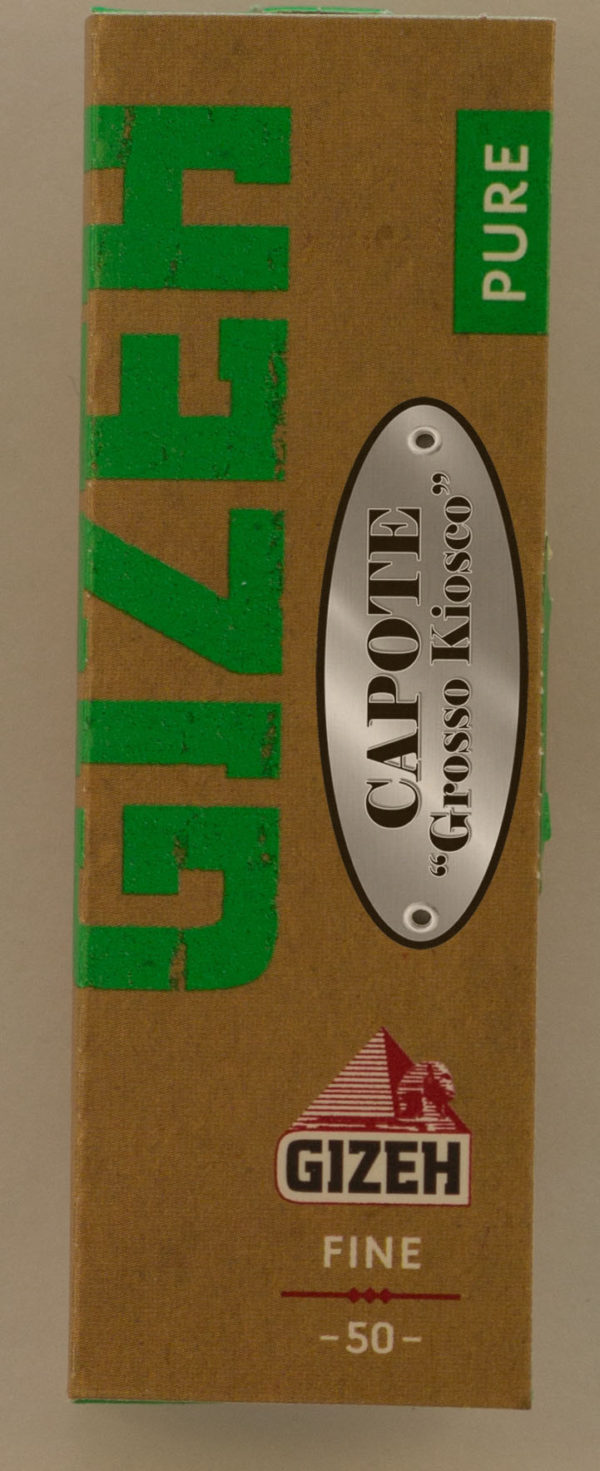 GIZEH
PURE
CAPOTE
“Grosso Kiosco”
GIZEH
FINE
-50-